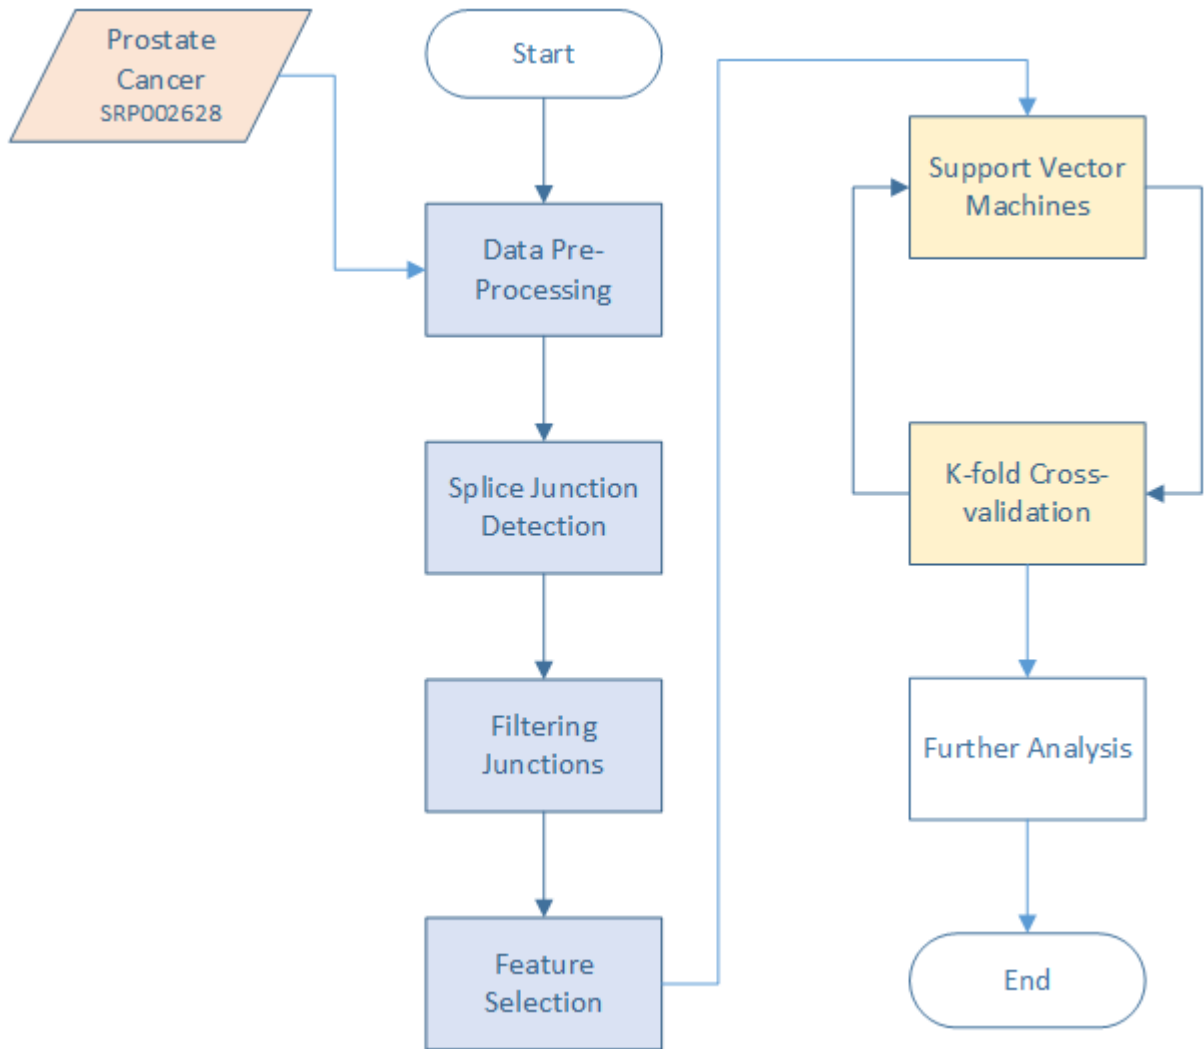 Prostate
Cancer
SRP002628
Start
Data Pre-
Processing
Splice Junction
Detection
Filtering
Junctions
Feature
Selection
Support Vector
Machines
K-fold Cross-
validation
Further Analysis
End